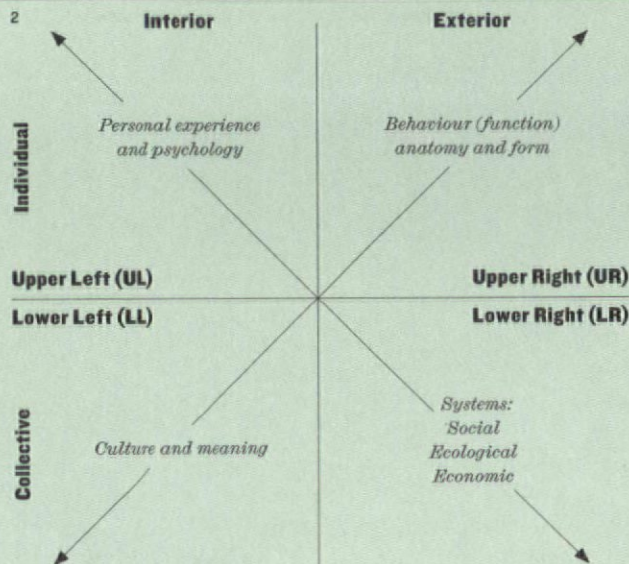 2
Interior
Exterior
Individual
Personal experience
and psychology
Behaviour (function)
anatomy and form
Upper Left (UL)
Upper Right (UR)
Lower Left (LL)
Lower Right (LR)
Collective
Culture and meaning
Systems:
Social
Ecological
Economic